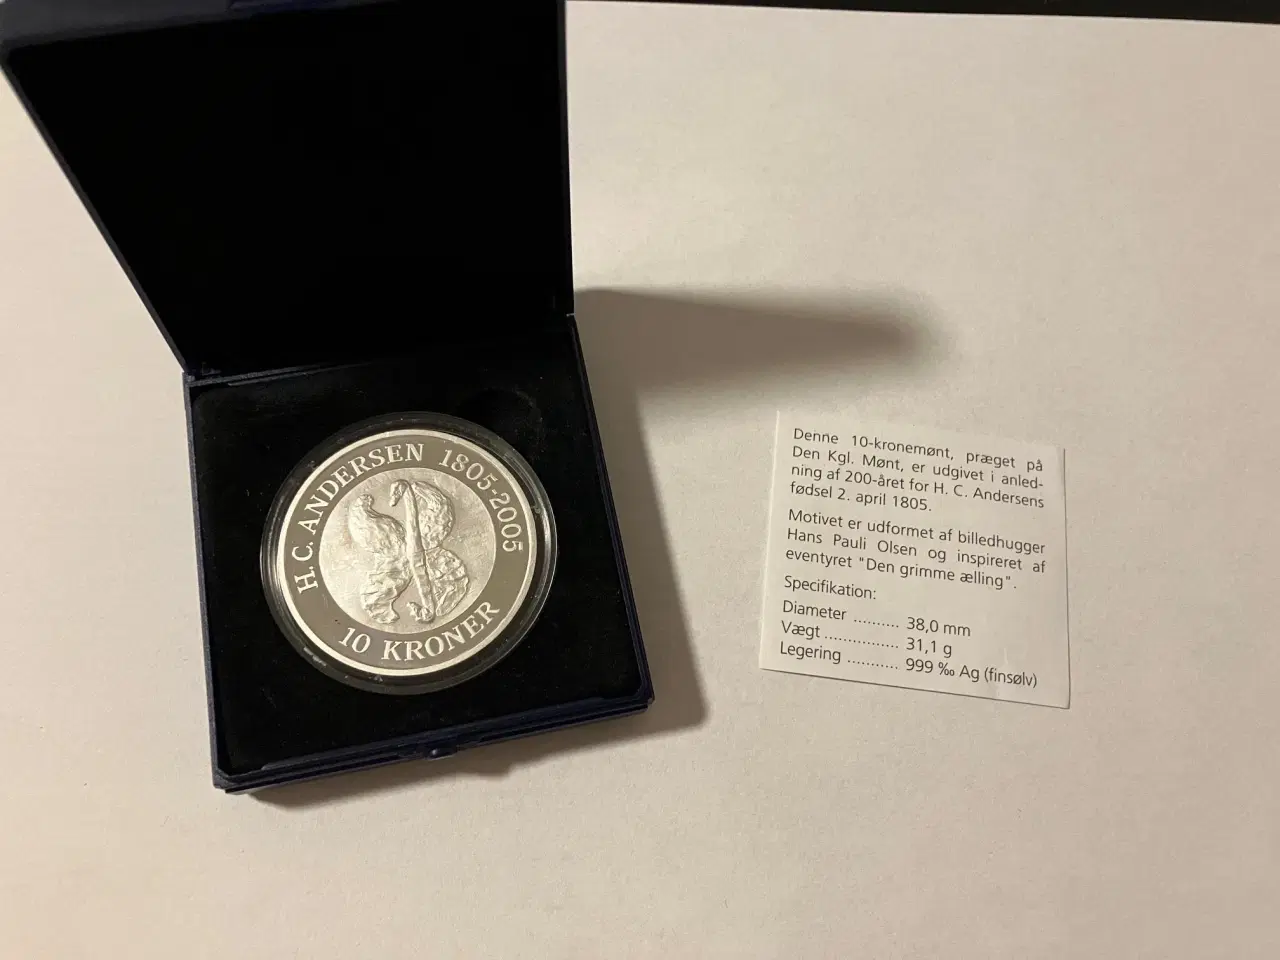 H. C. ANDERSEN 1805-2005
10 KRONER
Denne 10-kronemønt, præget på
Den Kgl. Mønt, er udgivet i anled-
ning af 200-året for H. C. Andersens
fødsel 2. april 1805.
Motivet er udformet af billedhugger
Hans Pauli Olsen og inspireret af
eventyret "Den grimme ælling".
Specifikation:
Diameter .......... 38,0 mm
Vægt ................ 31,1 g
Legering ........... 999 ‰ Ag (finsølv)